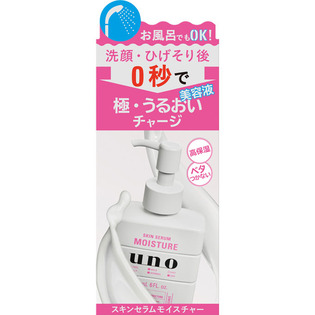 お風呂でもOK!
洗顔・ひげそり後
0秒で
美容液
極・うるおい
チャージ
高保湿
ベタ
つかない
SKIN SERUM
MOISTURE
uno
スキンセラム モイスチャー